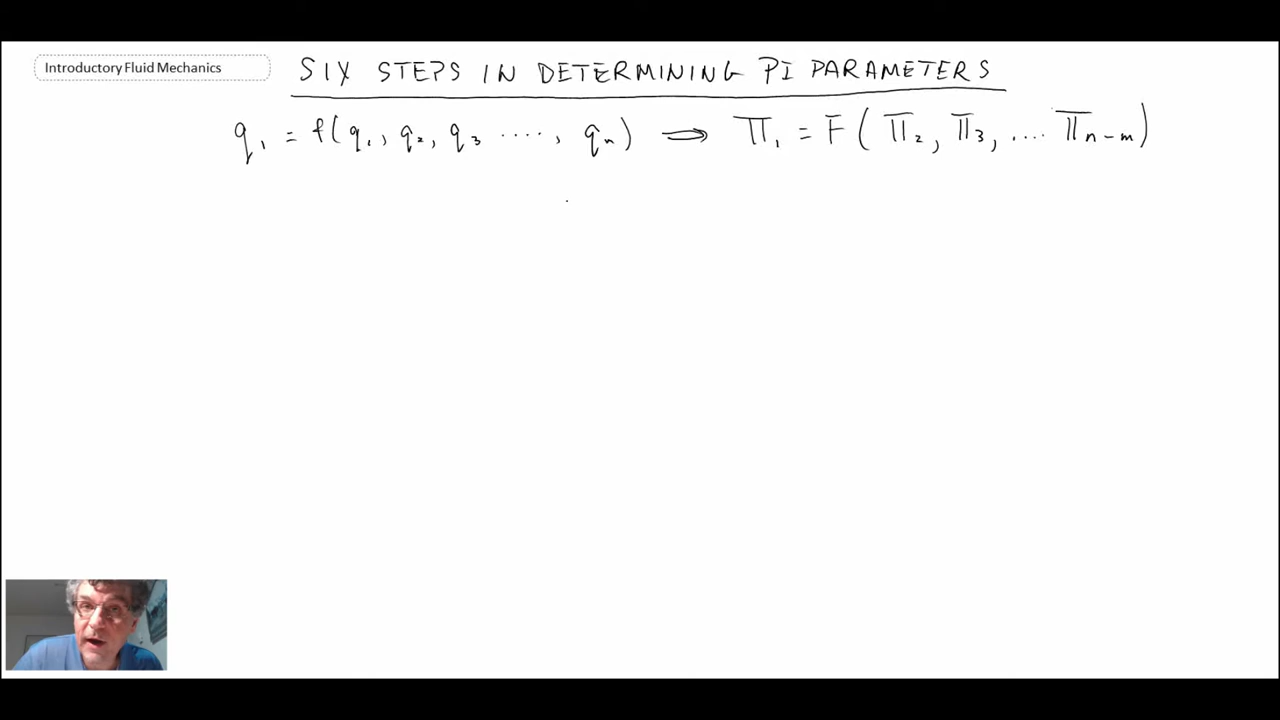 Introductory Fluid Mechanics
SIX STEPS IN DETERMINING PI PARAMETERS
q₁ = f(q₁, q₂, q₃ ....., qₙ) ⇒ Π₁ = F(Π₂, Π₃, .... Πₙ₋ₘ)